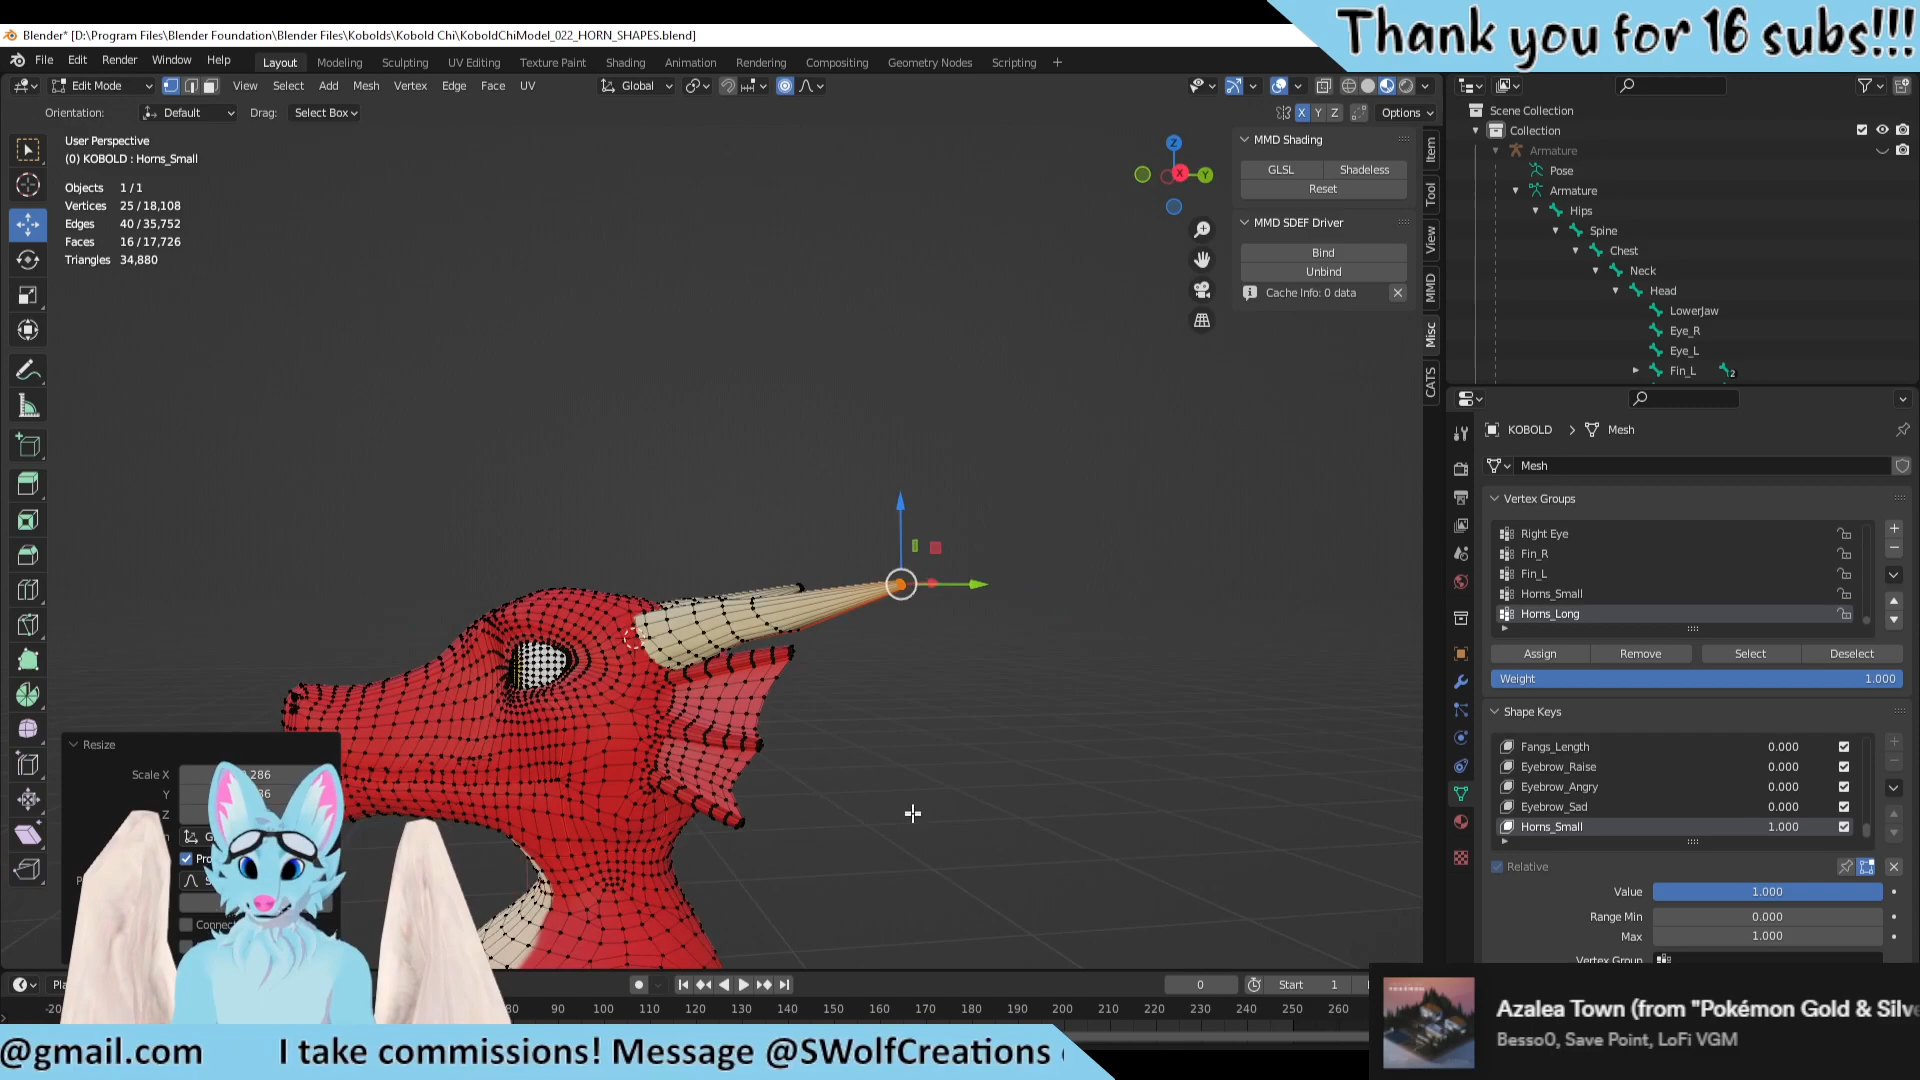 Thank you for 16 subs!!!
Blender* [D:\Program Files\Blender Foundation\Blender Files\Kobolds\Kobold Chi\KoboldChiModel_022_HORN_SHAPES.blend]
File Edit Render Window Help Layout Modeling Sculpting UV Editing Texture Paint Shading Animation Rendering Compositing Geometry Nodes Scripting +
Edit Mode View Select Add Mesh Vertex Edge Face UV Global
Orientation: Default Drag: Select Box X Y Z Options
User Perspective
(0) KOBOLD : Horns_Small
Objects 1 / 1
Vertices 25 / 18,108
Edges 40 / 35,752
Faces 16 / 17,726
Triangles 34,880
Z
X
Y
MMD Shading
GLSL Shadeless
Reset
MMD SDEF Driver
Bind
Unbind
Cache Info: 0 data
Item
Tool
View
MMD
Misc
CATS
Scene Collection
Collection
Armature
Pose
Armature
Hips
Spine
Chest
Neck
Head
LowerJaw
Eye_R
Eye_L
Fin_L 2
KOBOLD > Mesh
Mesh
Vertex Groups
Right Eye
Fin_R
Fin_L
Horns_Small
Horns_Long
Assign Remove Select Deselect
Weight 1.000
Shape Keys
Fangs_Length 0.000
Eyebrow_Raise 0.000
Eyebrow_Angry 0.000
Eyebrow_Sad 0.000
Horns_Small 1.000
Relative
Value 1.000
Range Min 0.000
Max 1.000
Vertex Group
Resize
Scale X
Y
Z
0 Start 1
80 90 100 110 120 130 140 150 160 170 180 190 200 210 220 230 240 250 260
Azalea Town (from "Pokémon Gold & Silve
Besso0, Save Point, LoFi VGM
@gmail.com I take commissions! Message @SWolfCreations